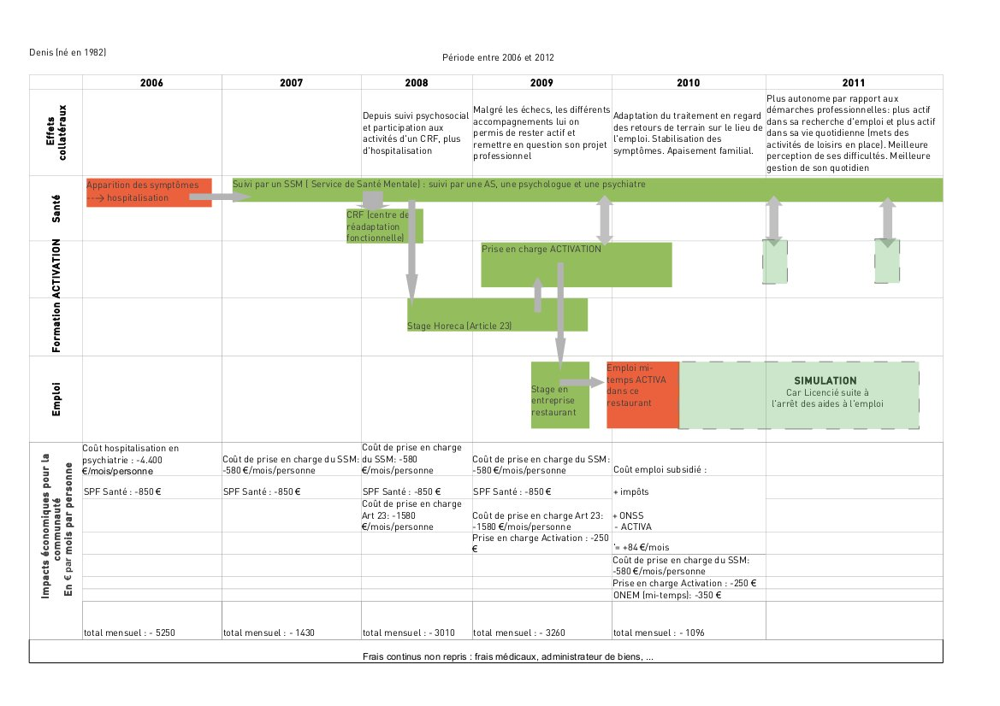 Denis (né en 1982)
Période entre 2006 et 2012
2006
2007
2008
2009
2010
2011
Effets
collatéraux
Depuis suivi psychosocial
et participation aux
activités d'un CRF, plus
d'hospitalisation
Malgré les échecs, les différents
accompagnements lui on
permis de rester actif et
remettre en question son projet
professionnel
Adaptation du traitement en regard
des retours de terrain sur le lieu de
l'emploi. Stabilisation des
symptômes. Apaisement familial.
Plus autonome par rapport aux
démarches professionnelles: plus actif
dans sa recherche d'emploi et plus actif
dans sa vie quotidienne (mets des
activités de loisirs en place). Meilleure
perception de ses difficultés. Meilleure
gestion de son quotidien
Santé
Apparition des symptômes
---> hospitalisation
Suivi par un SSM ( Service de Santé Mentale) : suivi par une AS, une psychologue et une psychiatre
CRF (centre de
réadaptation
fonctionnelle)
ACTIVATION
Prise en charge ACTIVATION
Formation
Stage Horeca (Article 23)
Emploi
Stage en
entreprise
restaurant
Emploi mi-
temps ACTIVA
dans ce
restaurant
SIMULATION
Car Licencié suite à
l'arrêt des aides à l'emploi
Impacts économiques pour la
communauté
En € par mois par personne
Coût hospitalisation en
psychiatrie : -4.400
€/mois/personne
Coût de prise en charge du SSM:
-580 €/mois/personne
Coût de prise en charge
du SSM: -580
€/mois/personne
Coût de prise en charge du SSM:
-580 €/mois/personne
Coût emploi subsidié :
SPF Santé : -850 €
SPF Santé : -850 €
SPF Santé : -850 €
SPF Santé : -850 €
+ impôts
Coût de prise en charge
Art 23: -1580
€/mois/personne
Coût de prise en charge Art 23:
-1580 €/mois/personne
+ ONSS
- ACTIVA
Prise en charge Activation : -250
€
'= +84 €/mois
Coût de prise en charge du SSM:
-580 €/mois/personne
Prise en charge Activation : -250 €
ONEM (mi-temps): -350 €
total mensuel : - 5250
total mensuel : - 1430
total mensuel : - 3010
total mensuel : - 3260
total mensuel : - 1096
Frais continus non repris : frais médicaux, administrateur de biens, ...